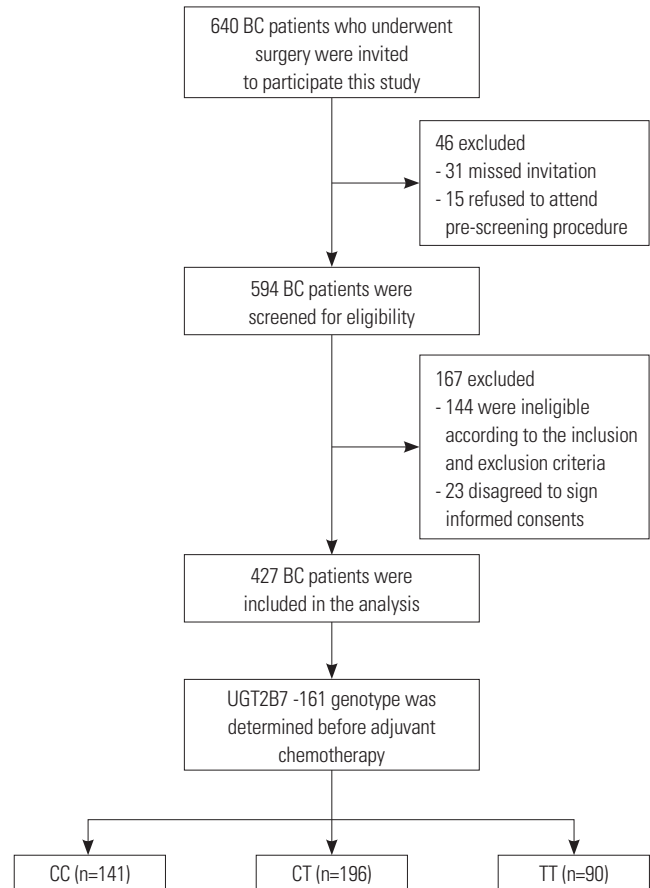 640 BC patients who underwent
surgery were invited
to participate this study
46 excluded
- 31 missed invitation
- 15 refused to attend
pre-screening procedure
594 BC patients were
screened for eligibility
167 excluded
- 144 were ineligible
according to the inclusion
and exclusion criteria
- 23 disagreed to sign
informed consents
427 BC patients were
included in the analysis
UGT2B7 -161 genotype was
determined before adjuvant
chemotherapy
CC (n=141)
CT (n=196)
TT (n=90)